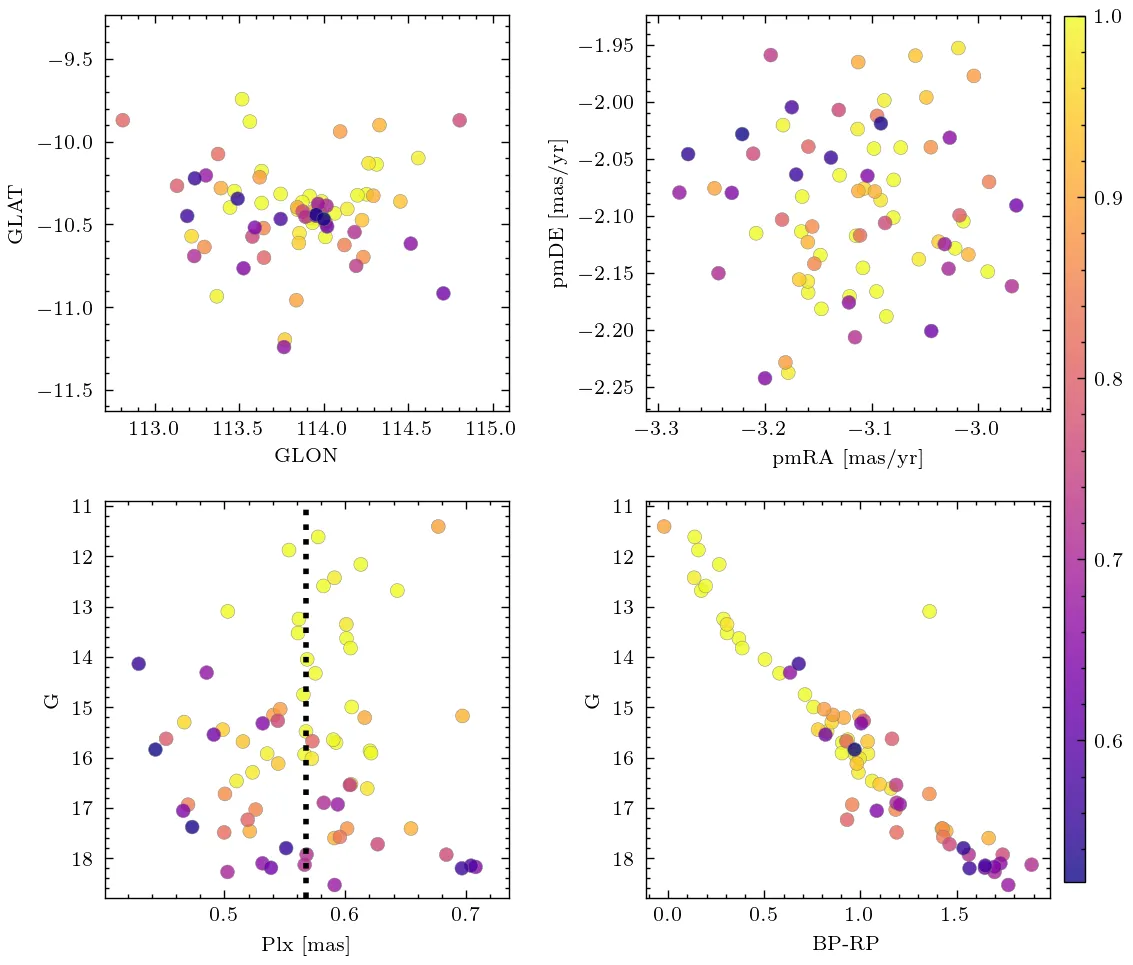 −9.5
−10.0
−10.5
−11.0
−11.5
GLAT
113.0 113.5 114.0 114.5 115.0
GLON
−1.95
−2.00
−2.05
−2.10
−2.15
−2.20
−2.25
pmDE [mas/yr]
−3.3 −3.2 −3.1 −3.0
pmRA [mas/yr]
1.0
0.9
0.8
0.7
0.6
11
12
13
14
15
16
17
18
G
0.5 0.6 0.7
Plx [mas]
11
12
13
14
15
16
17
18
G
0.0 0.5 1.0 1.5
BP-RP